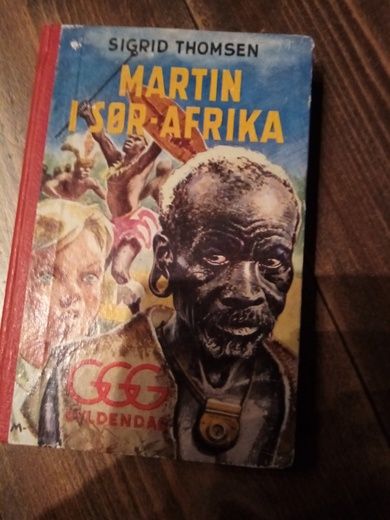 SIGRID THOMSEN
MARTIN
I SØR-AFRIKA
GGG
GYLDENDAL
M-